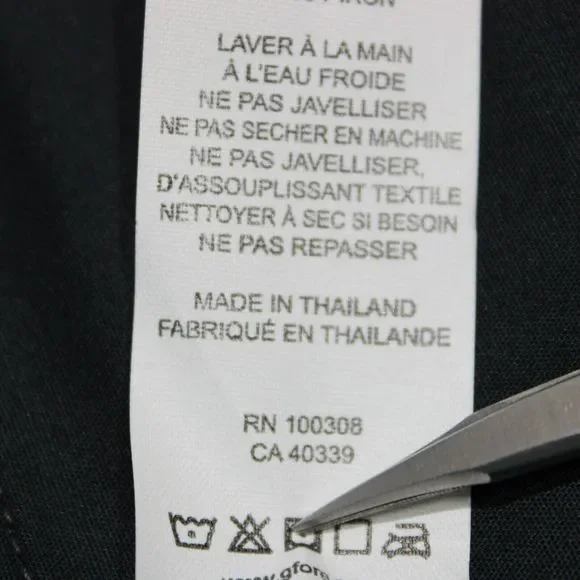 LAVER À LA MAIN
À L'EAU FROIDE
NE PAS JAVELLISER
NE PAS SECHER EN MACHINE
NE PAS JAVELLISER,
D'ASSOUPLISSANT TEXTILE
NETTOYER À SEC SI BESOIN
NE PAS REPASSER
MADE IN THAILAND
FABRIQUÉ EN THAILANDE
RN 100308
CA 40339